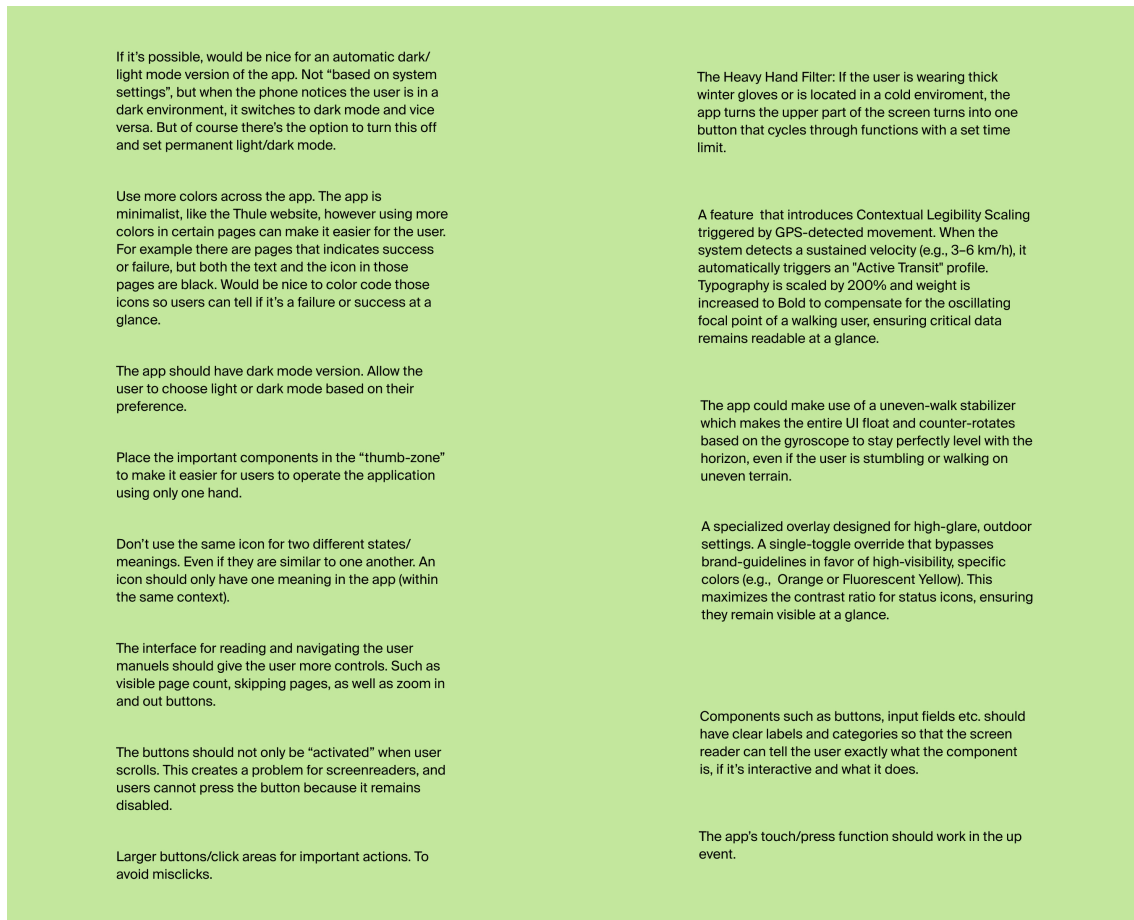 If it's possible, would be nice for an automatic dark/
light mode version of the app. Not “based on system
settings”, but when the phone notices the user is in a
dark environment, it switches to dark mode and vice
versa. But of course there's the option to turn this off
and set permanent light/dark mode.
Use more colors across the app. The app is
minimalist, like the Thule website, however using more
colors in certain pages can make it easier for the user.
For example there are pages that indicates success
or failure, but both the text and the icon in those
pages are black. Would be nice to color code those
icons so users can tell if it's a failure or success at a
glance.
The app should have dark mode version. Allow the
user to choose light or dark mode based on their
preference.
Place the important components in the “thumb-zone”
to make it easier for users to operate the application
using only one hand.
Don't use the same icon for two different states/
meanings. Even if they are similar to one another. An
icon should only have one meaning in the app (within
the same context).
The interface for reading and navigating the user
manuels should give the user more controls. Such as
visible page count, skipping pages, as well as zoom in
and out buttons.
The buttons should not only be “activated” when user
scrolls. This creates a problem for screenreaders, and
users cannot press the button because it remains
disabled.
Larger buttons/click areas for important actions. To
avoid misclicks.
The Heavy Hand Filter: If the user is wearing thick
winter gloves or is located in a cold enviroment, the
app turns the upper part of the screen turns into one
button that cycles through functions with a set time
limit.
A feature  that introduces Contextual Legibility Scaling
triggered by GPS-detected movement. When the
system detects a sustained velocity (e.g., 3–6 km/h), it
automatically triggers an "Active Transit" profile.
Typography is scaled by 200% and weight is
increased to Bold to compensate for the oscillating
focal point of a walking user, ensuring critical data
remains readable at a glance.
The app could make use of a uneven-walk stabilizer
which makes the entire UI float and counter-rotates
based on the gyroscope to stay perfectly level with the
horizon, even if the user is stumbling or walking on
uneven terrain.
A specialized overlay designed for high-glare, outdoor
settings. A single-toggle override that bypasses
brand-guidelines in favor of high-visibility, specific
colors (e.g.,  Orange or Fluorescent Yellow). This
maximizes the contrast ratio for status icons, ensuring
they remain visible at a glance.
Components such as buttons, input fields etc. should
have clear labels and categories so that the screen
reader can tell the user exactly what the component
is, if it's interactive and what it does.
The app's touch/press function should work in the up
event.